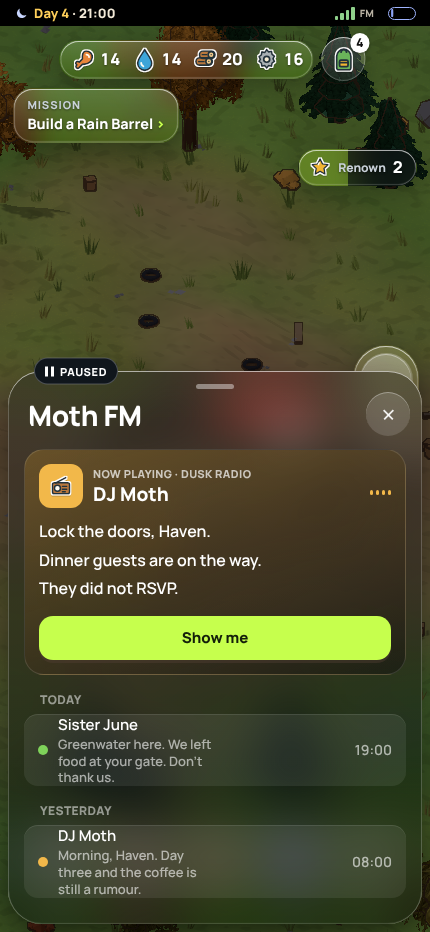 Day 4 · 21:00
FM
14 14 20 16
4
MISSION
Build a Rain Barrel ›
Renown 2
PAUSED
Moth FM
NOW PLAYING · DUSK RADIO
DJ Moth
Lock the doors, Haven.
Dinner guests are on the way.
They did not RSVP.
Show me
TODAY
Sister June
Greenwater here. We left
food at your gate. Don't
thank us.
19:00
YESTERDAY
DJ Moth
Morning, Haven. Day
three and the coffee is
still a rumour.
08:00